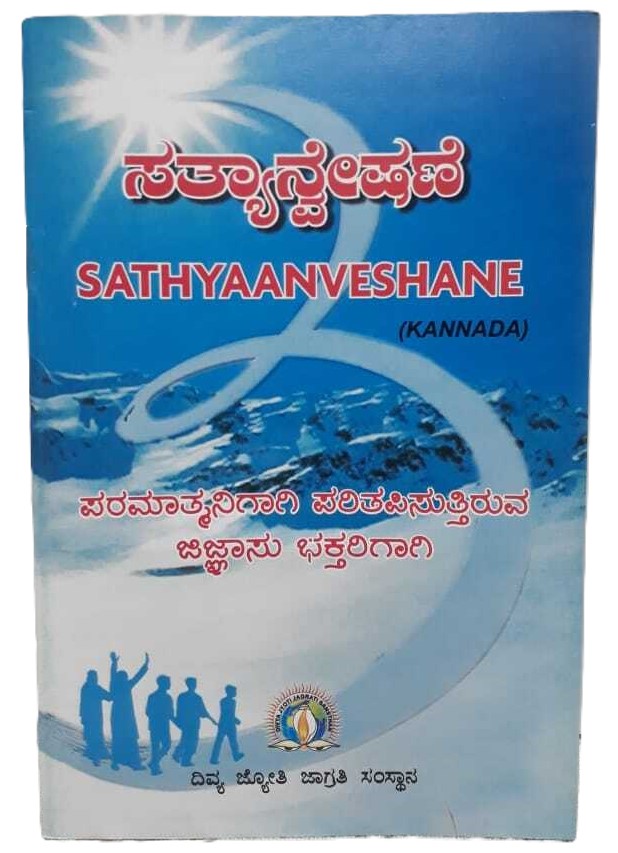 ಸತ್ಯಾನ್ವೇಷಣೆ
SATHYAANVESHANE
(KANNADA)
ಪರಮಾತ್ಮನಿಗಾಗಿ ಪರಿತಪಿಸುತ್ತಿರುವ
ಜಿಜ್ಞಾಸು ಭಕ್ತರಿಗಾಗಿ
DIVYA JYOTI JAGRATI SANSTHAN
ದಿವ್ಯ ಜ್ಯೋತಿ ಜಾಗ್ರತಿ ಸಂಸ್ಥಾನ